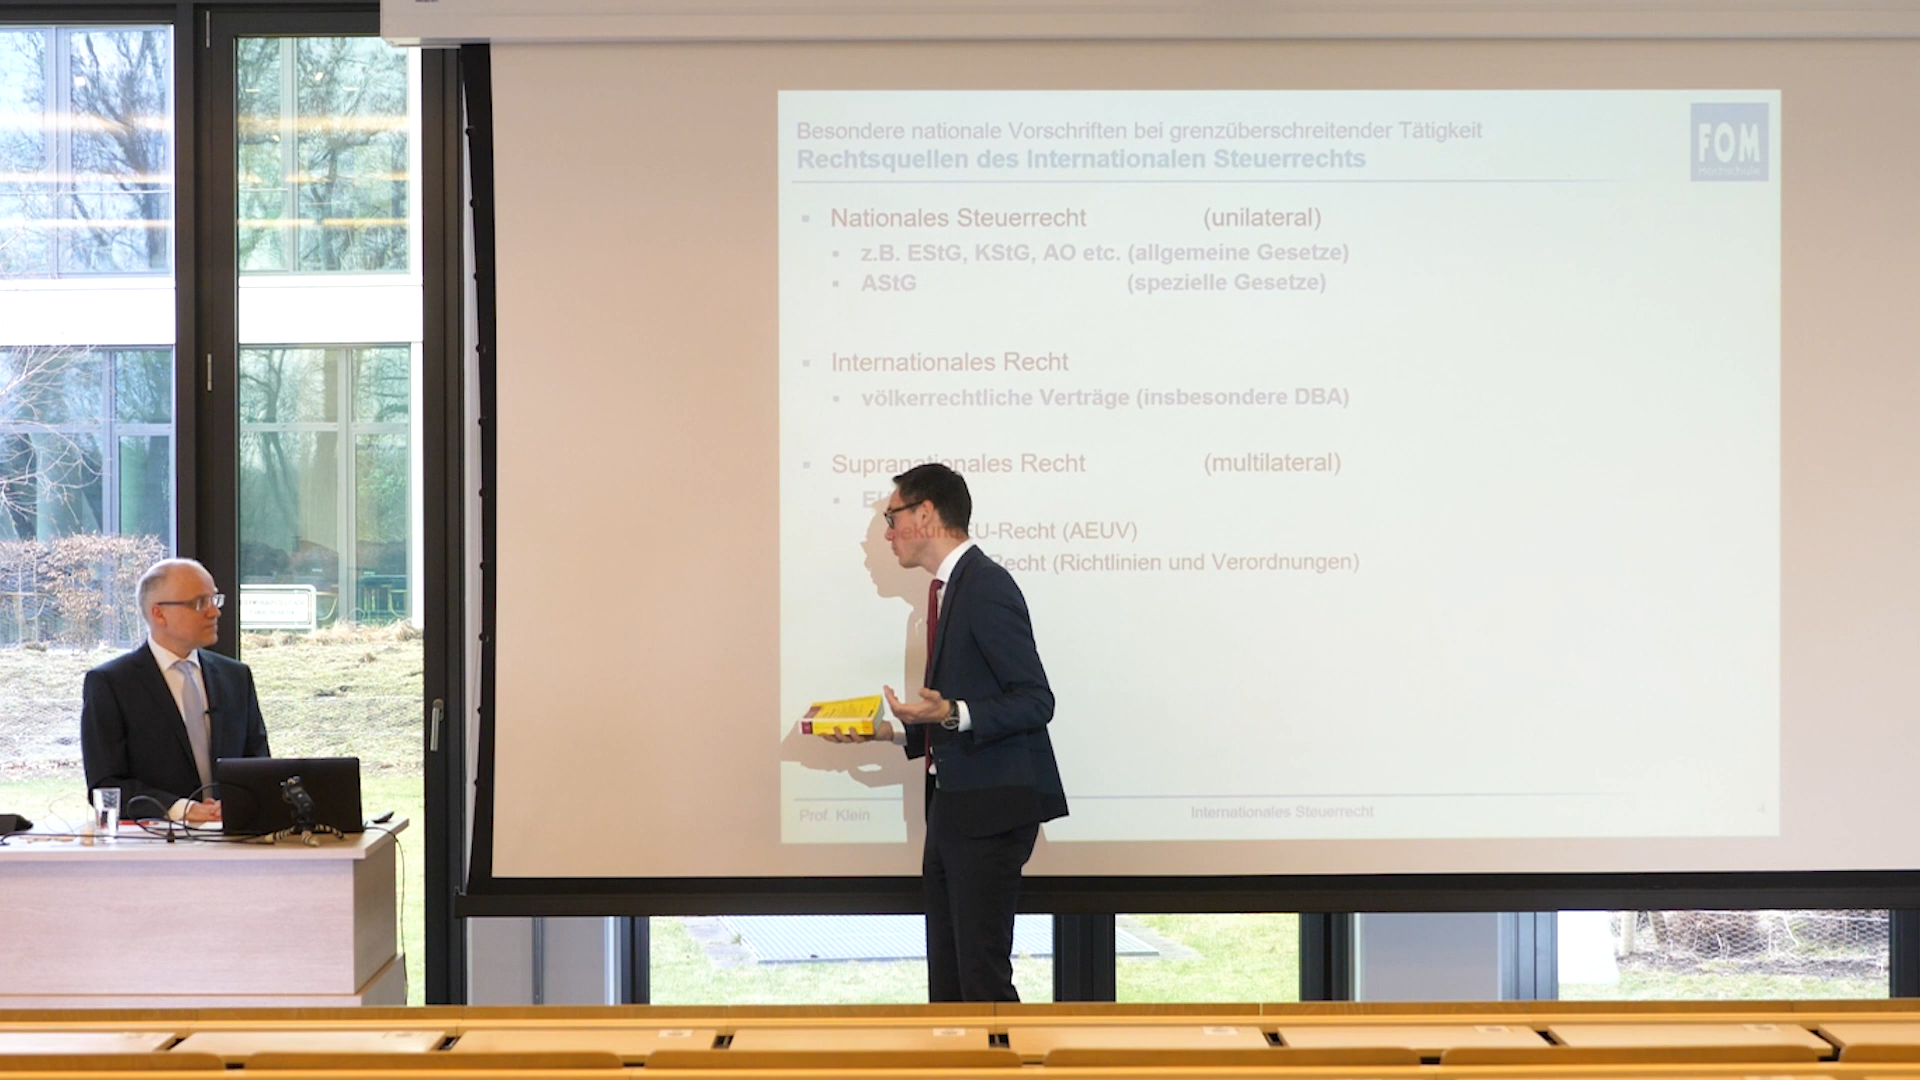 Besondere nationale Vorschriften bei grenzüberschreitender Tätigkeit
Rechtsquellen des Internationalen Steuerrechts
FOM
Hochschule
Nationales Steuerrecht (unilateral)
z.B. EStG, KStG, AO etc. (allgemeine Gesetze)
AStG (spezielle Gesetze)
Internationales Recht
völkerrechtliche Verträge (insbesondere DBA)
Supranationales Recht (multilateral)
EU-Recht (AEUV)
Recht (Richtlinien und Verordnungen)
Prof. Klein Internationales Steuerrecht 4